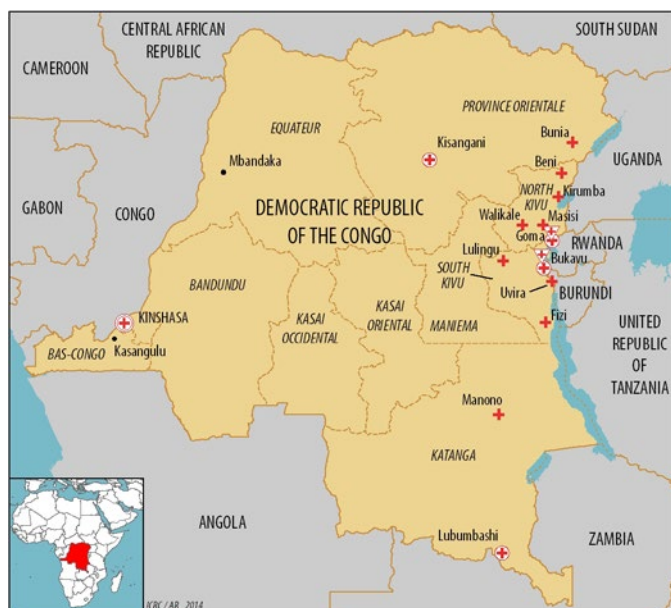 CENTRAL AFRICAN
REPUBLIC
SOUTH SUDAN
CAMEROON
PROVINCE ORIENTALE
EQUATEUR
Bunia
Kisangani
Beni
UGANDA
Mbandaka
NORTH
KIVU
Kirumba
GABON
CONGO
DEMOCRATIC REPUBLIC
OF THE CONGO
Walikale
Masisi
Goma
RWANDA
Lulingu
Bukavu
BANDUNDU
SOUTH
KIVU
Uvira
BURUNDI
KASAI
OCCIDENTAL
KASAI
ORIENTAL
MANIEMA
Fizi
KINSHASA
BAS-CONGO
Kasangulu
UNITED
REPUBLIC
OF
TANZANIA
Manono
KATANGA
ANGOLA
Lubumbashi
ZAMBIA
ICRC / AB_2014